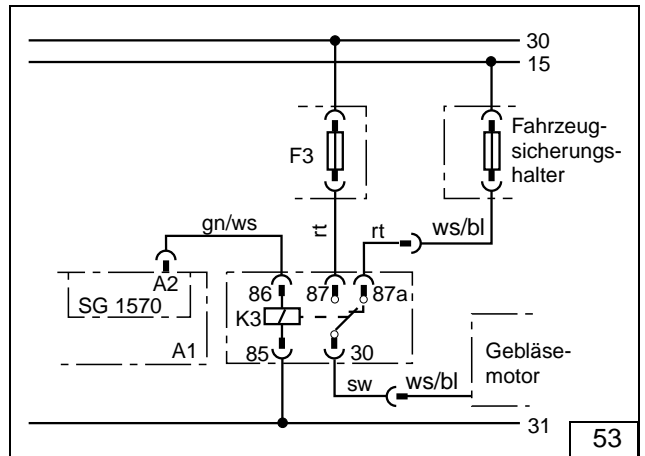 30
15
Fahrzeug-
sicherungs-
halter
F3
gn/ws
rt
rt
ws/bl
A2
SG 1570
A1
86
87
87a
K3
85
30
Gebläse-
motor
sw
ws/bl
31
53